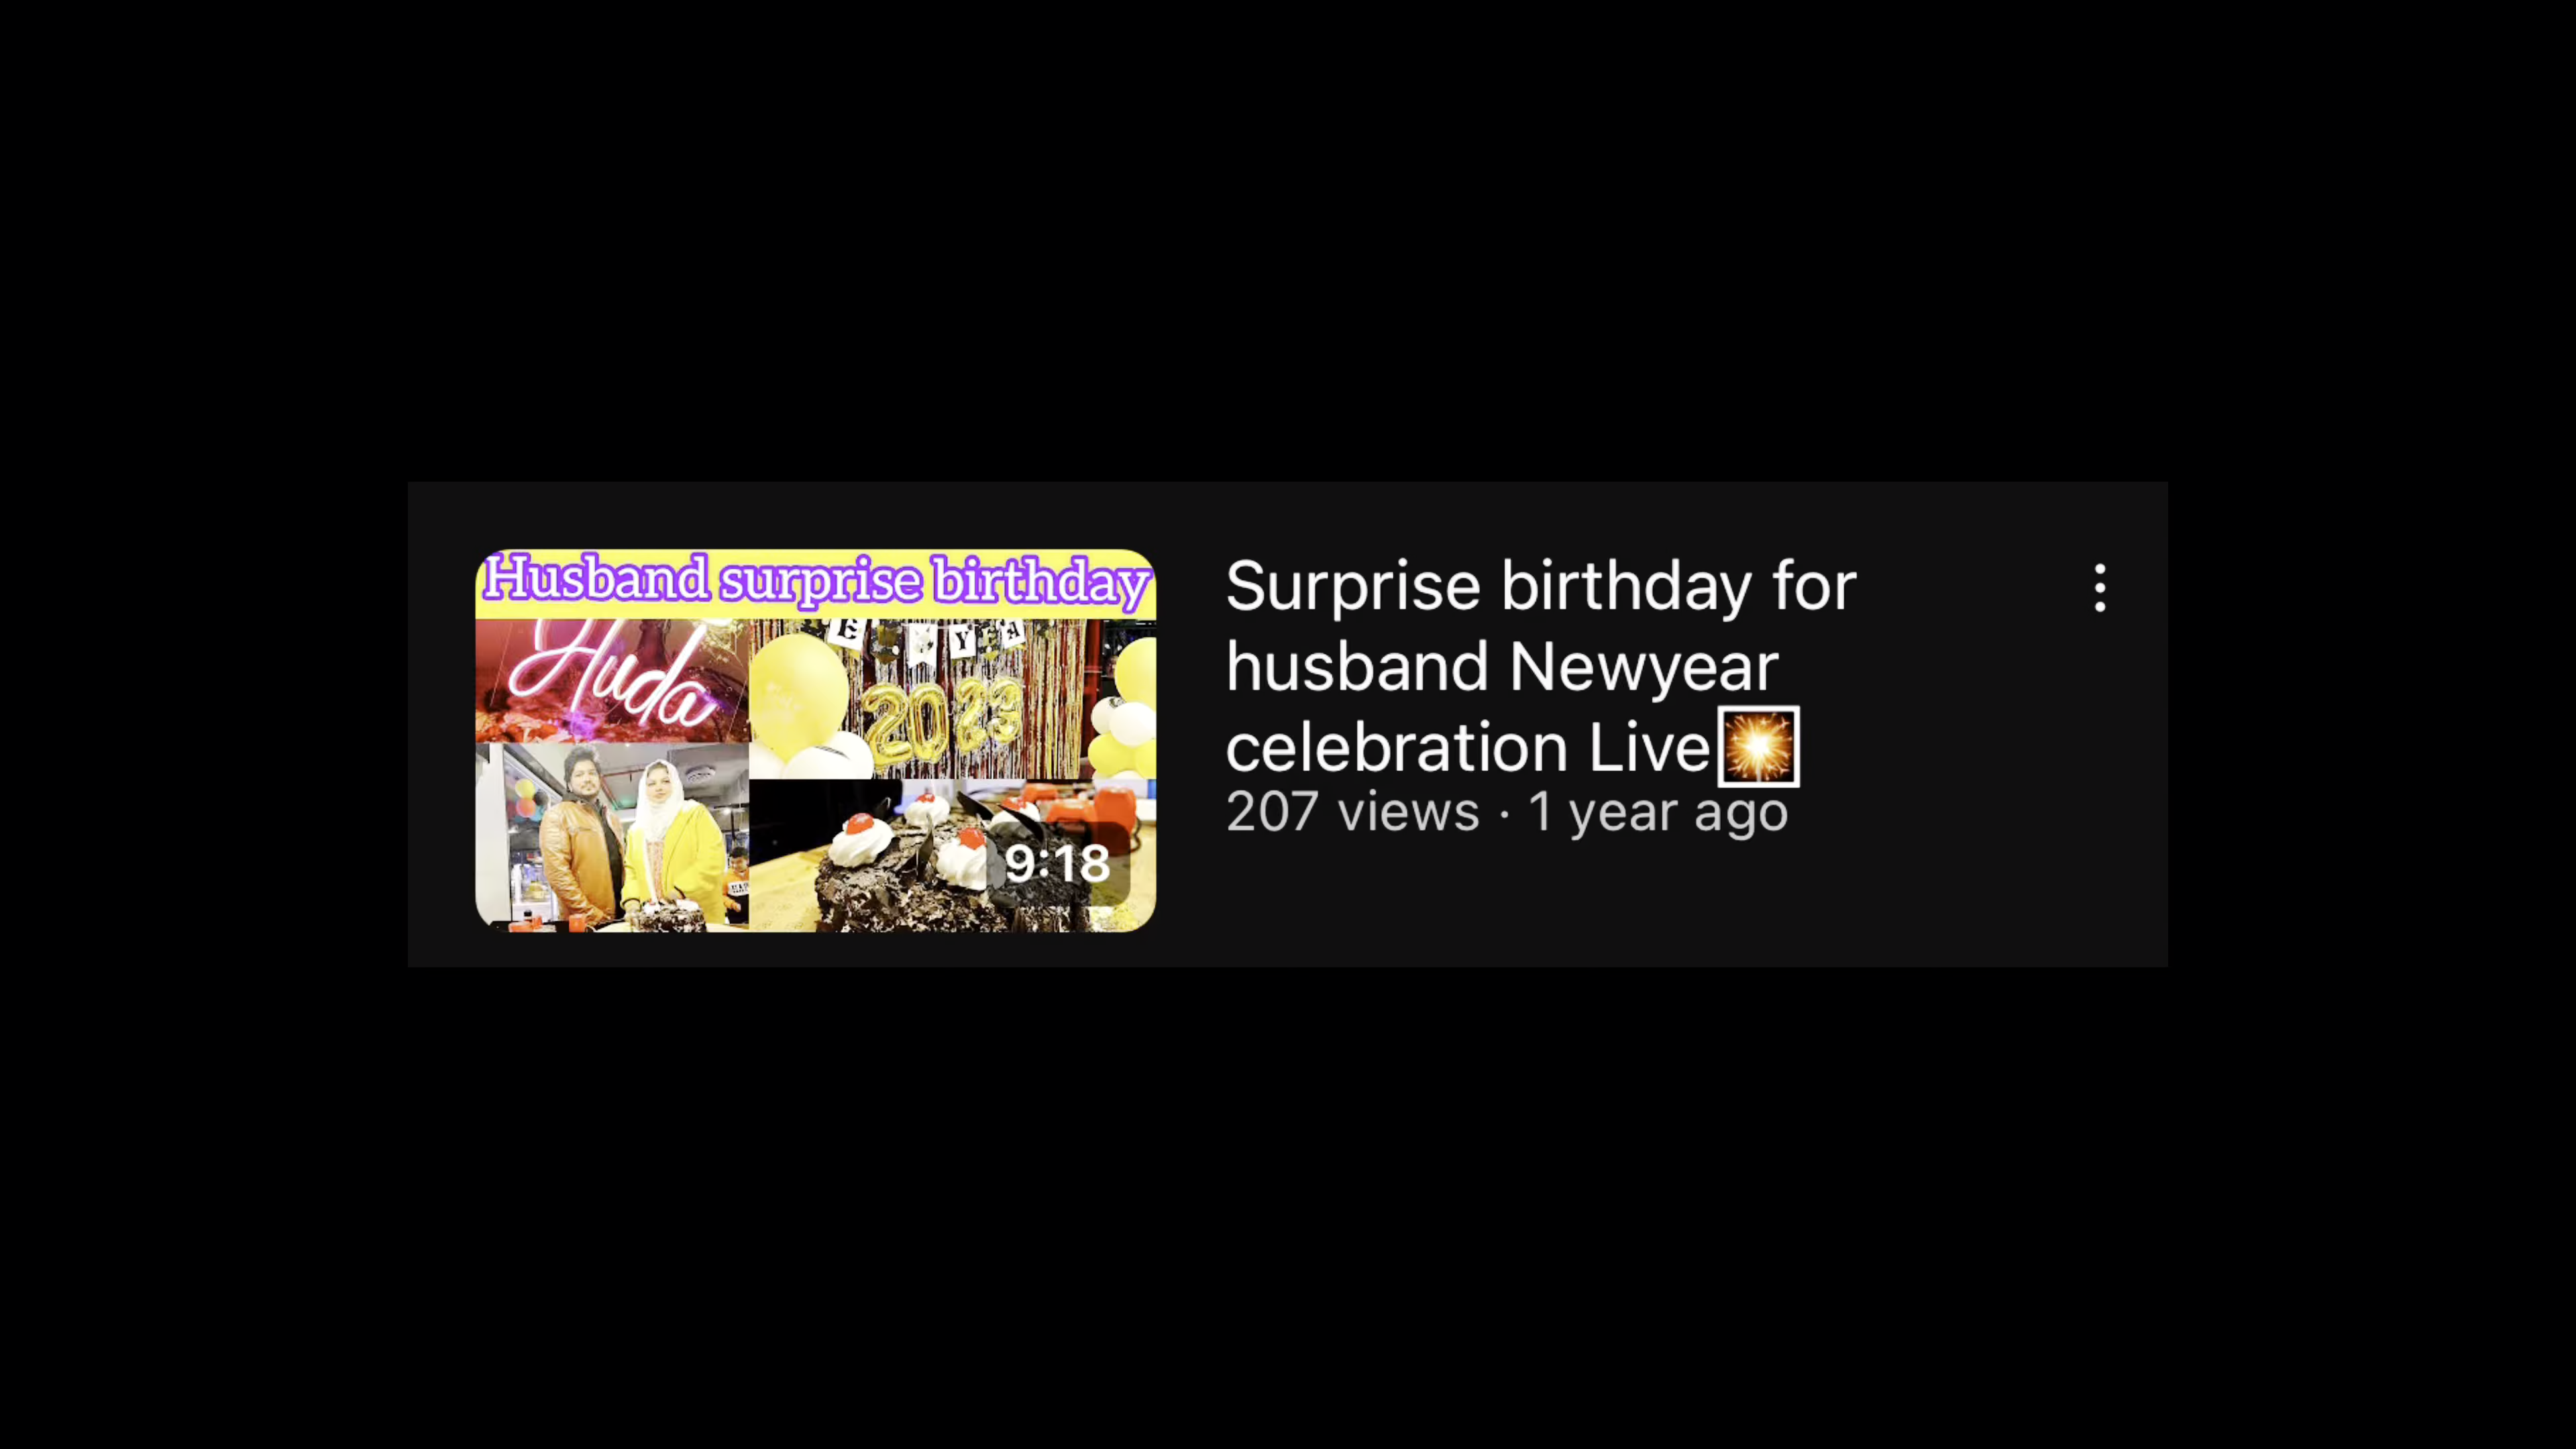 Husband surprise birthday
Huda
2023
9:18
Surprise birthday for
husband Newyear
celebration Live🎇
207 views · 1 year ago